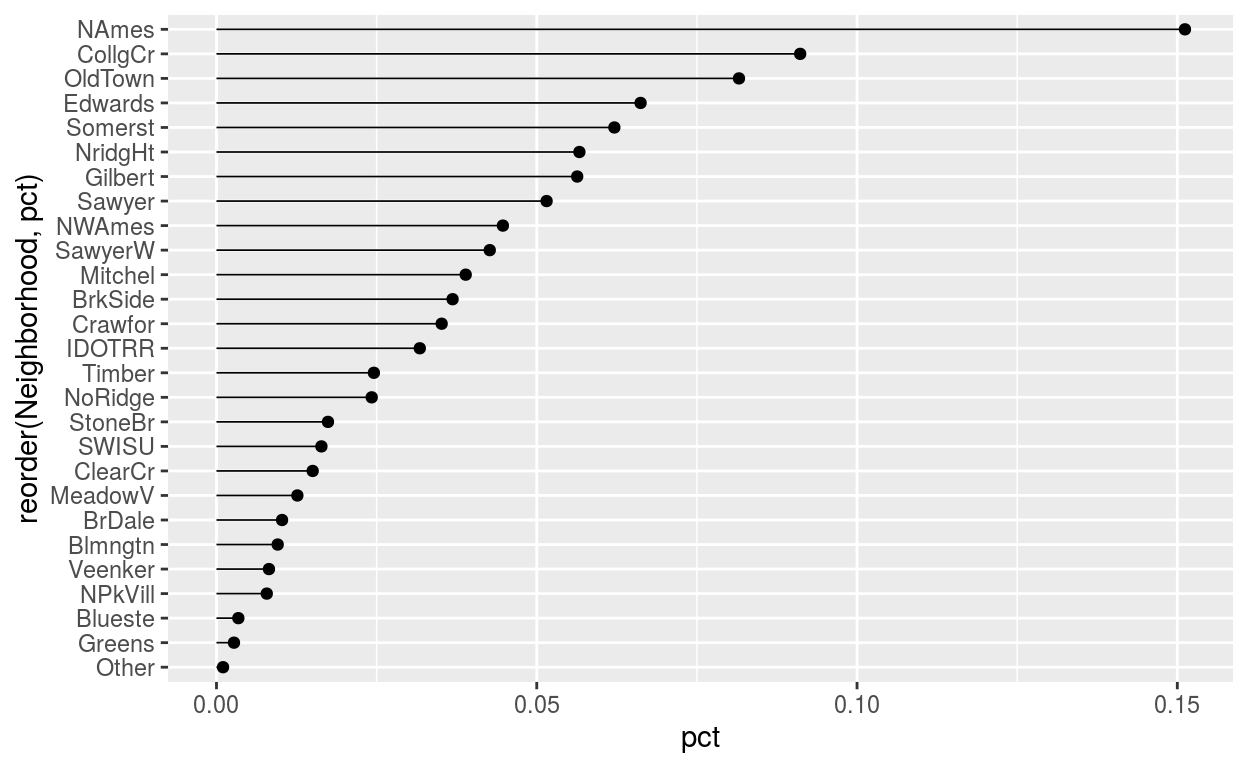 NAmes
CollgCr
OldTown
Edwards
Somerst
NridgHt
Gilbert
Sawyer
NWAmes
SawyerW
Mitchel
BrkSide
Crawfor
IDOTRR
Timber
NoRidge
StoneBr
SWISU
ClearCr
MeadowV
BrDale
Blmngtn
Veenker
NPkVill
Blueste
Greens
Other
reorder(Neighborhood, pct)
0.00 0.05 0.10 0.15
pct